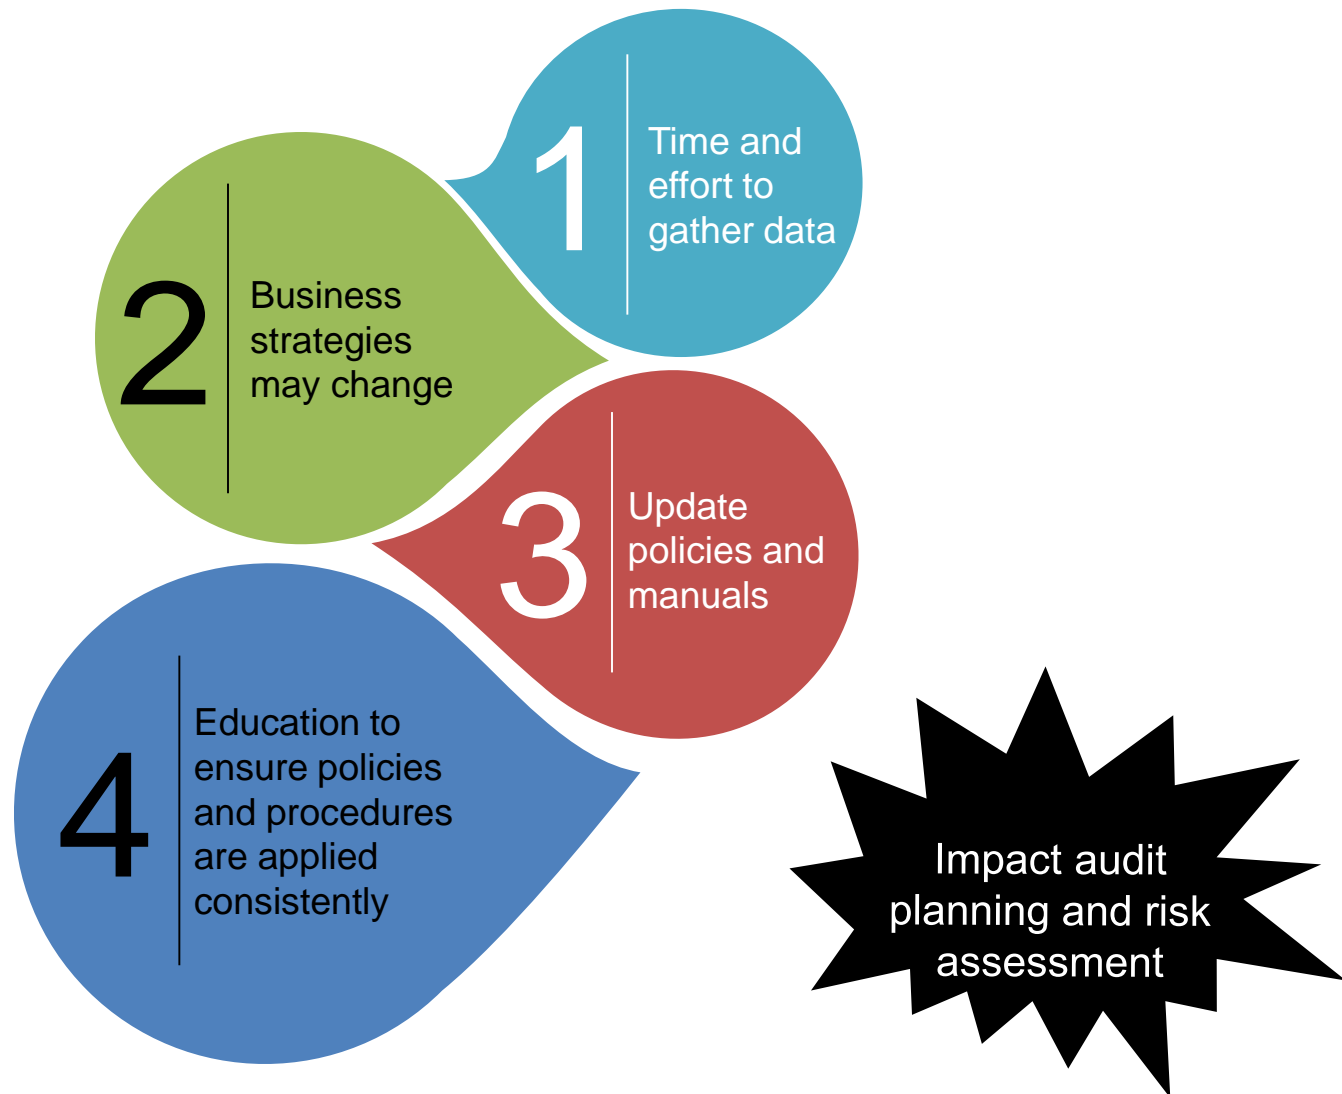 1
Time and
effort to
gather data
2
Business
strategies
may change
3
Update
policies and
manuals
4
Education to
ensure policies
and procedures
are applied
consistently
Impact audit
planning and risk
assessment